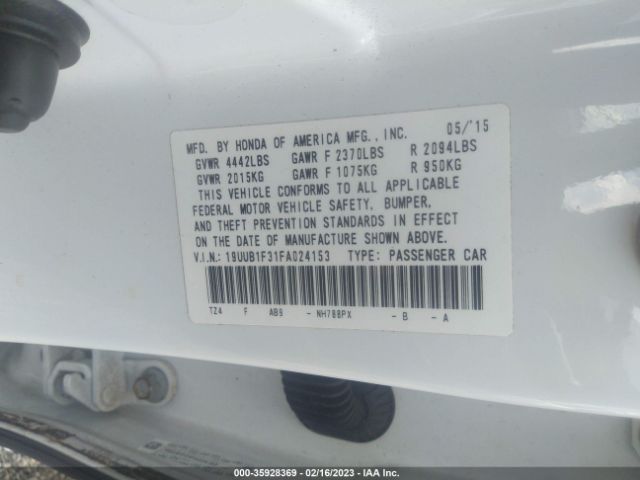 MFD. BY HONDA OF AMERICA MFG., INC. 05/'15
GVWR 4442LBS GAWR F 2370LBS R 2094LBS
GVWR 2015KG GAWR F 1075KG R 950KG
THIS VEHICLE CONFORMS TO ALL APPLICABLE
FEDERAL MOTOR VEHICLE SAFETY, BUMPER,
AND THEFT PREVENTION STANDARDS IN EFFECT
ON THE DATE OF MANUFACTURE SHOWN ABOVE.
V.I.N.: 19UUB1F31FA024153 TYPE: PASSENGER CAR
TZ4 F AB9 - NH788PX - B - A
000-35928369 - 02/16/2023 - IAA Inc.